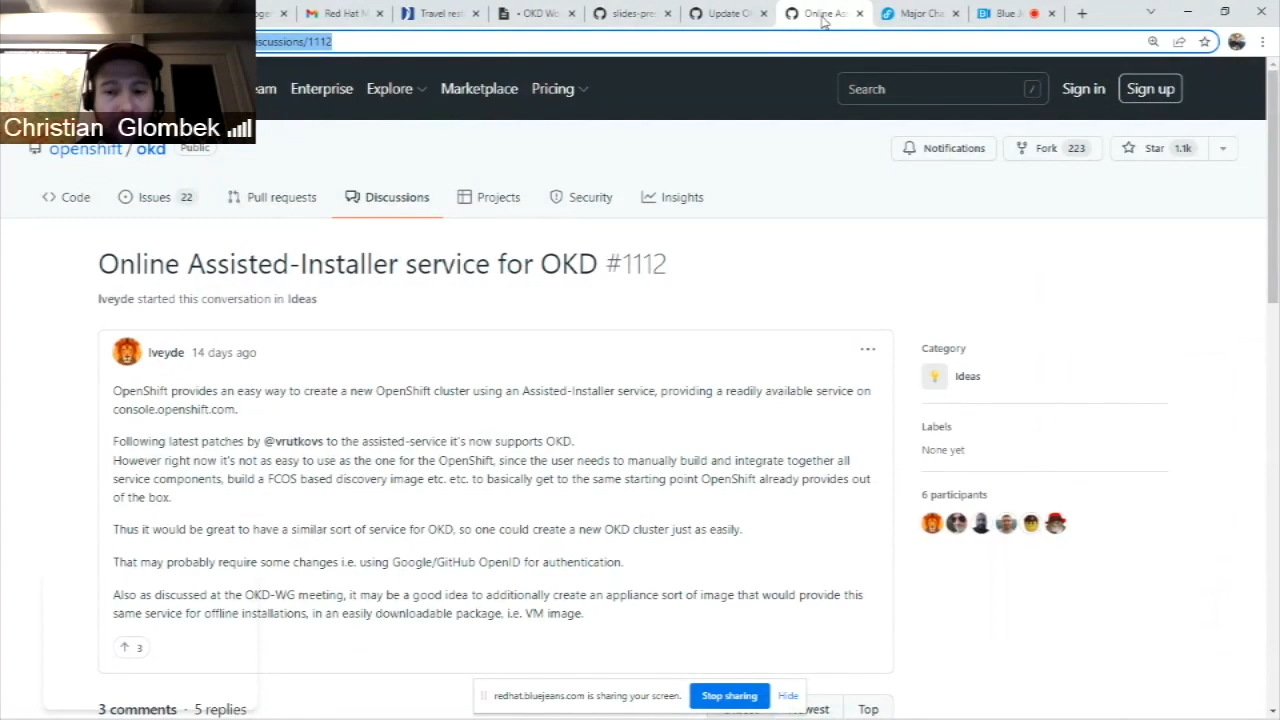 Red Hat M
Travel rest
OKD Wo
slides-pre
Update O
Online As
Major Cha
Blue J
iscussions/1112
Christian Glombek
am
Enterprise
Explore
Marketplace
Pricing
Search
/
Sign in
Sign up
openshift / okd
Public
Notifications
Fork 223
Star 1.1k
Code
Issues 22
Pull requests
Discussions
Projects
Security
Insights
Online Assisted-Installer service for OKD #1112
lveyde started this conversation in Ideas
lveyde 14 days ago
OpenShift provides an easy way to create a new OpenShift cluster using an Assisted-Installer service, providing a readily available service on
console.openshift.com.
Following latest patches by @vrutkovs to the assisted-service it's now supports OKD.
However right now it's not as easy to use as the one for the OpenShift, since the user needs to manually build and integrate together all
service components, build a FCOS based discovery image etc. etc. to basically get to the same starting point OpenShift already provides out
of the box.
Thus it would be great to have a similar sort of service for OKD, so one could create a new OKD cluster just as easily.
That may probably require some changes i.e. using Google/GitHub OpenID for authentication.
Also as discussed at the OKD-WG meeting, it may be a good idea to additionally create an appliance sort of image that would provide this
same service for offline installations, in an easily downloadable package, i.e. VM image.
3
Category
Ideas
Labels
None yet
6 participants
redhat.bluejeans.com is sharing your screen.
Stop sharing
Hide
3 comments · 5 replies
west
Top